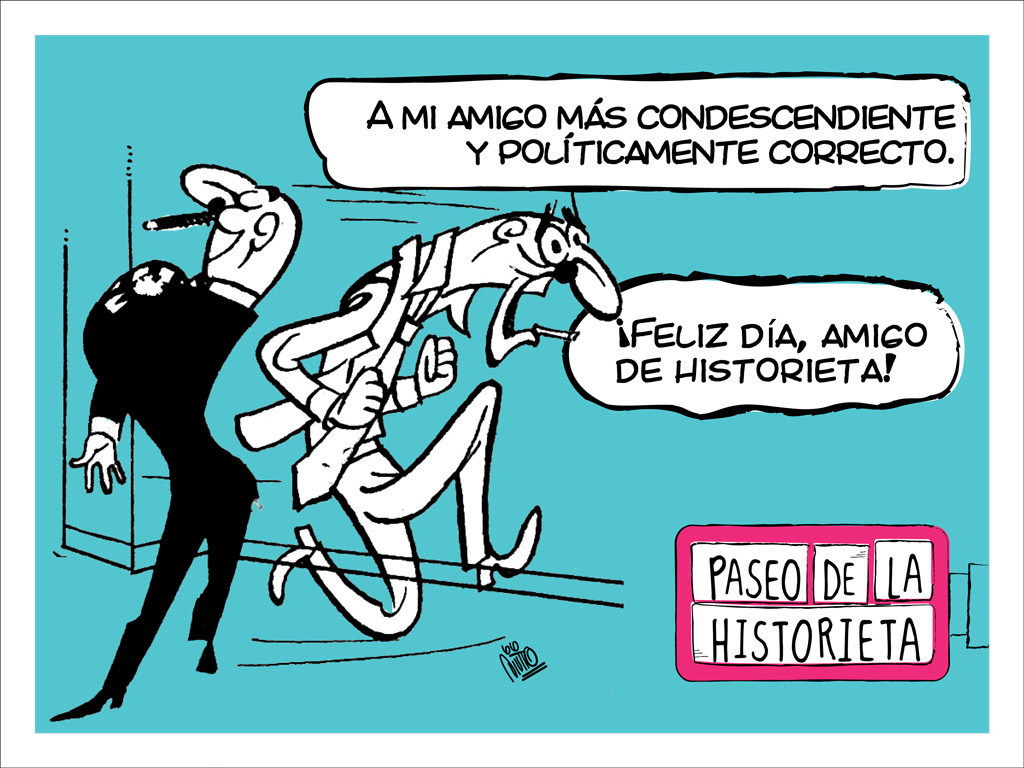 A MI AMIGO MÁS CONDESCENDIENTE
Y POLÍTICAMENTE CORRECTO.
¡FELIZ DÍA, AMIGO
DE HISTORIETA!
PASEO DE LA
HISTORIETA